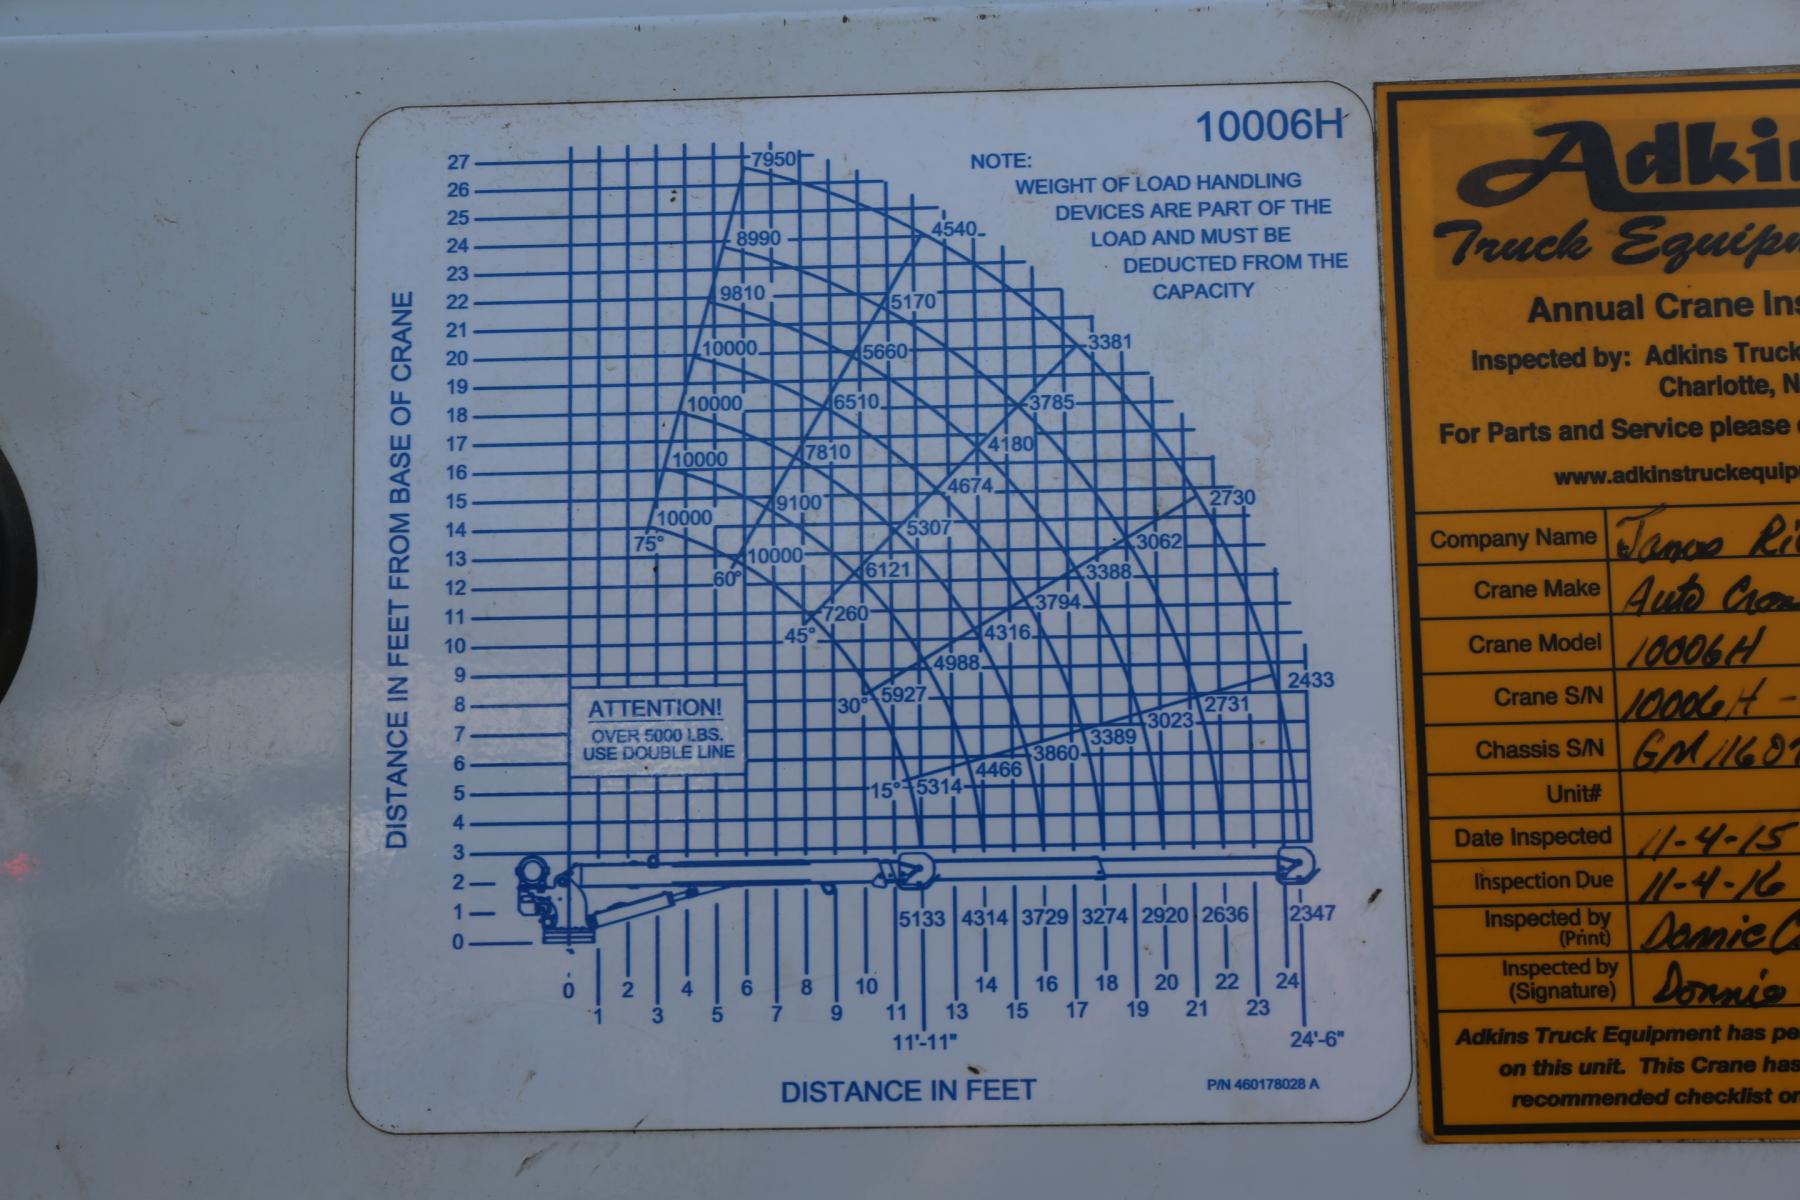 10006H
NOTE:
WEIGHT OF LOAD HANDLING
DEVICES ARE PART OF THE
LOAD AND MUST BE
DEDUCTED FROM THE
CAPACITY
DISTANCE IN FEET FROM BASE OF CRANE
27 7950
26
25
24 8990 4540
23
22 9810 5170
21
20 10000 5660 3381
19
18 10000 6510 3785
17 7810 4180
16 10000 4674
15 9100 2730
14 10000 5307
75°
13 10000 3062
60°
12 6121 3388
11 7260 3794
45°
10 4316
9 4988 2433
8 30° 5927 2731
7 3023
3389
6 3860
4466
5 15° 5314
4
3
2
1
0
ATTENTION!
OVER 5000 LBS.
USE DOUBLE LINE
5133 4314 3729 3274 2920 2636 2347
0 2 4 6 8 10 14 16 18 20 22 24
1 3 5 7 9 11 13 15 17 19 21 23
11'-11" 24'-6"
DISTANCE IN FEET
P/N 460178028 A
Adkin
Truck Equipm
Annual Crane Ins
Inspected by: Adkins Truck
Charlotte, N
For Parts and Service please
www.adkinstruckequip
Company Name
Crane Make Auto Cran
Crane Model 10006H
Crane S/N 10006H -
Chassis S/N GM1160
Unit#
Date Inspected 11-4-15
Inspection Due 11-4-16
Inspected by
(Print) Donnie C
Inspected by
(Signature) Donnie
Adkins Truck Equipment has pe
on this unit. This Crane has
recommended checklist or